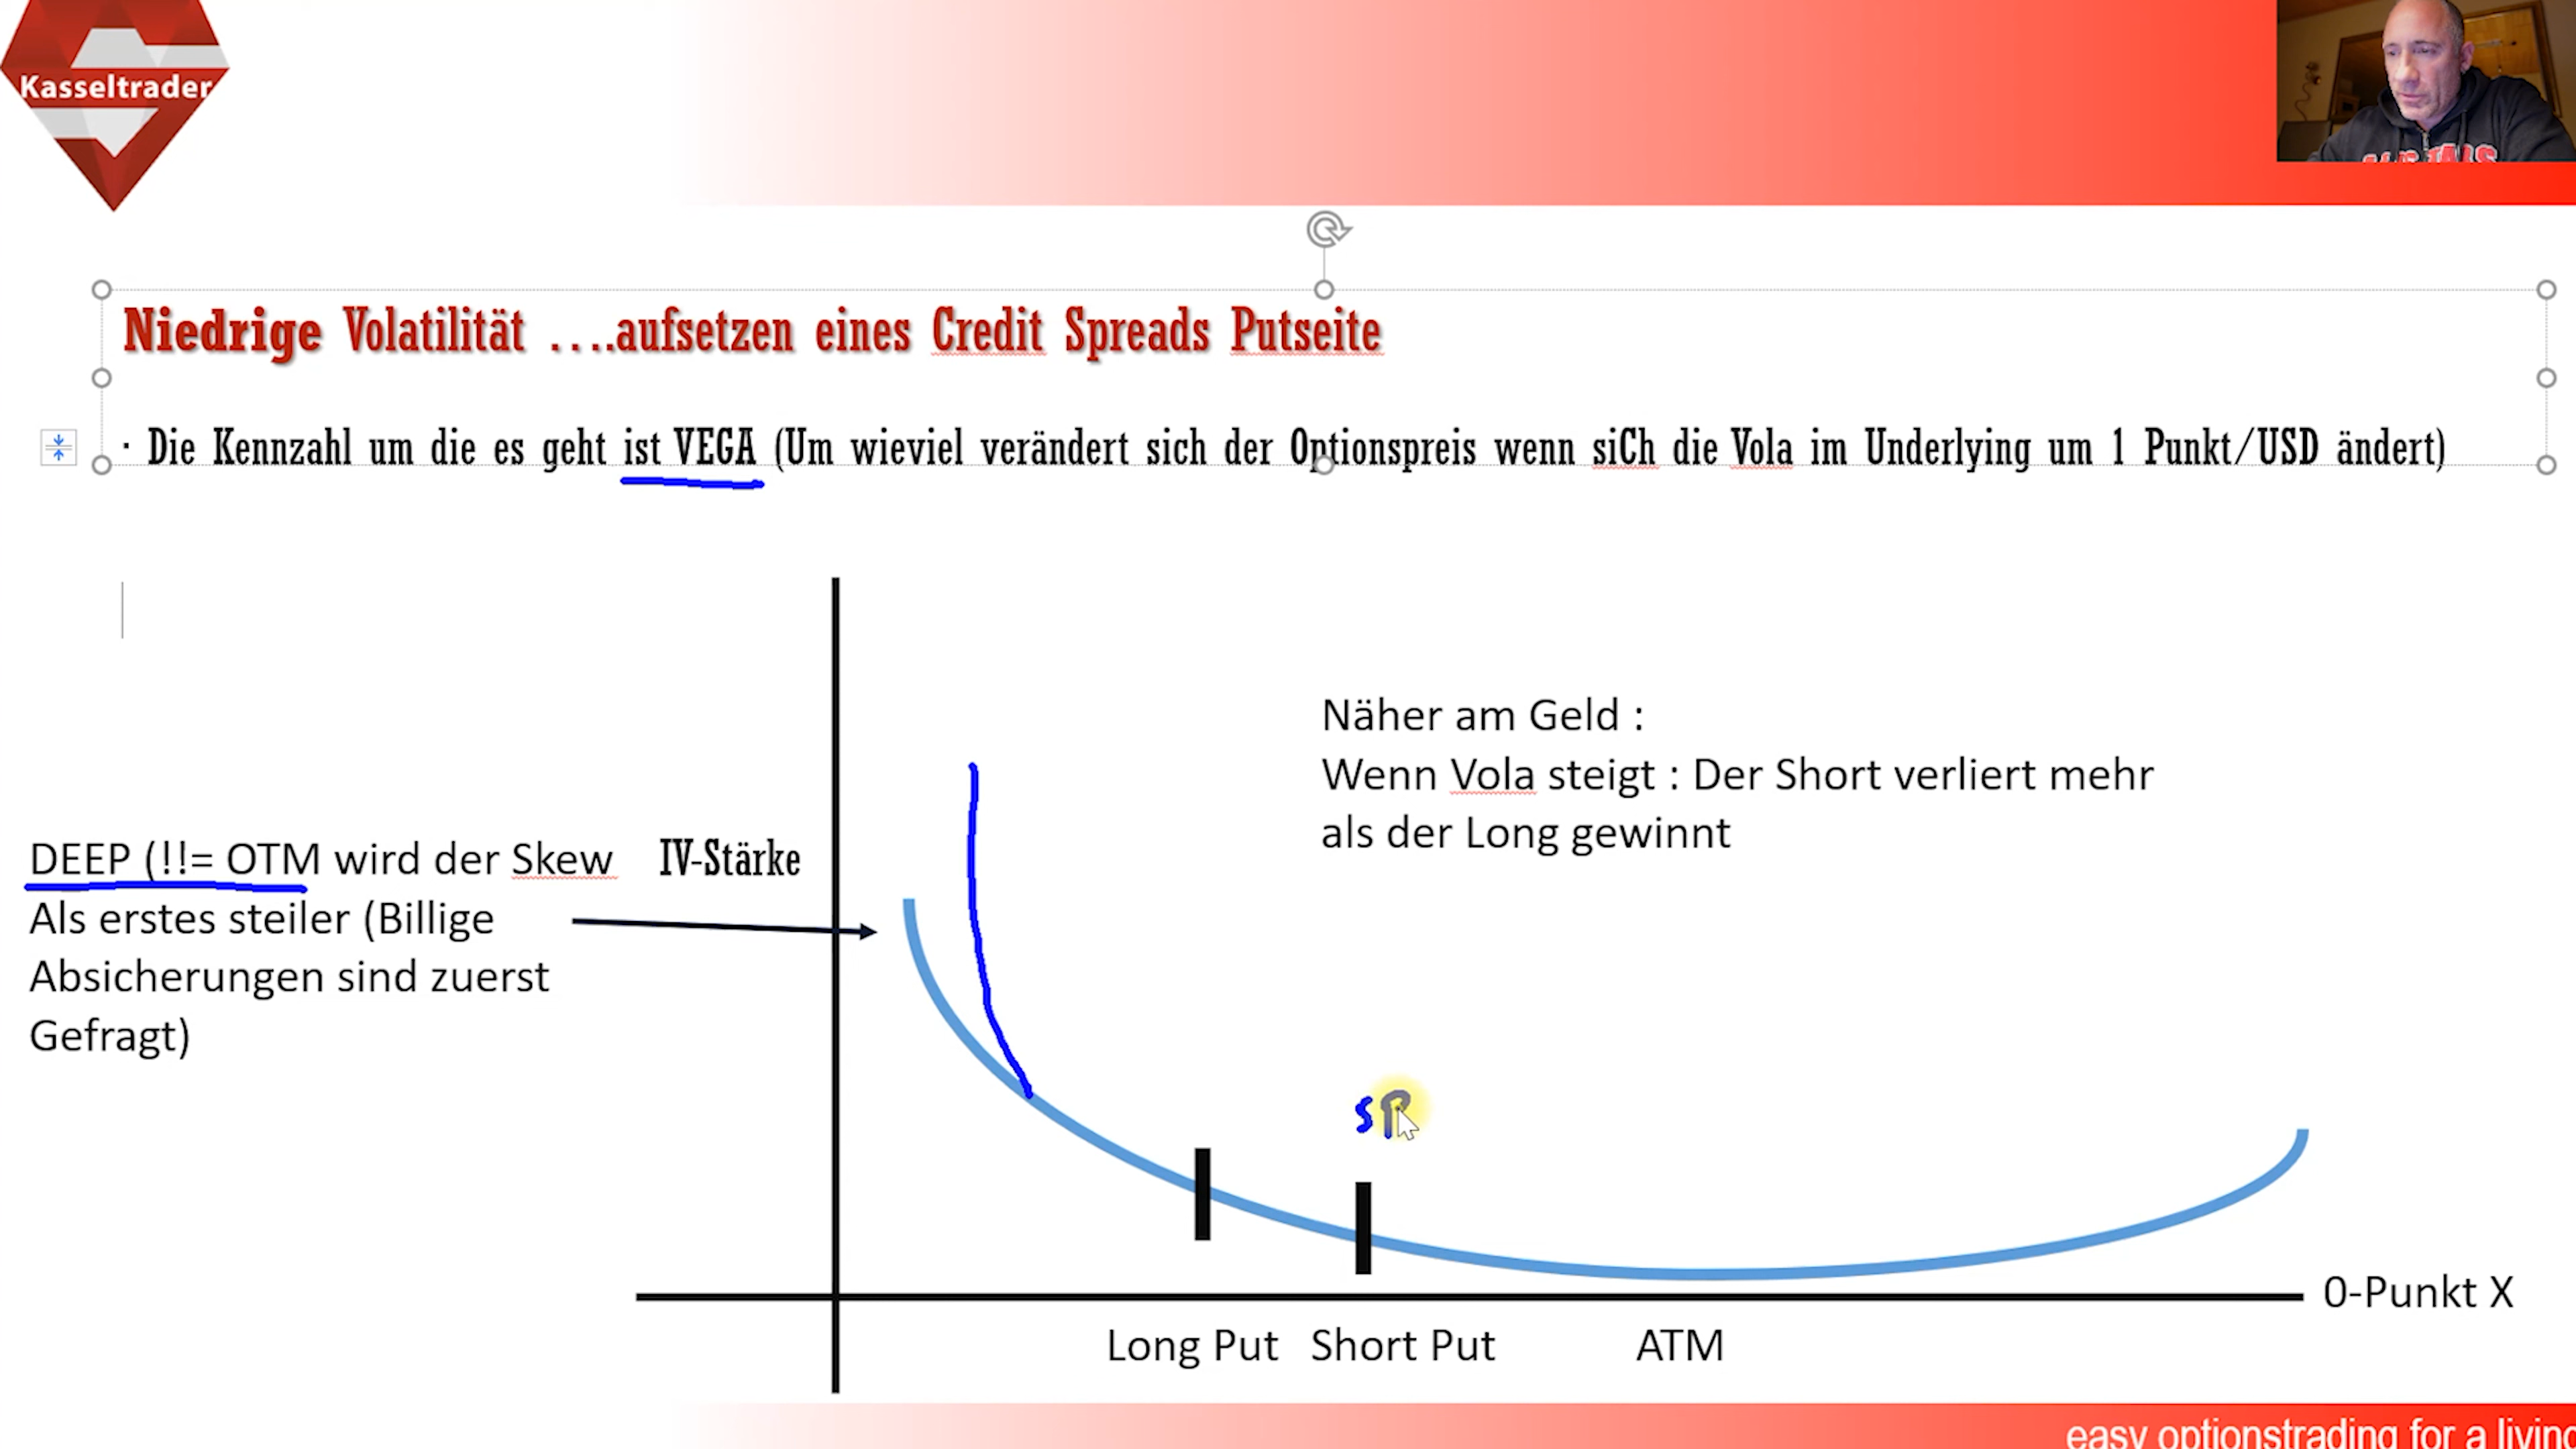 Kasseltrader
Niedrige Volatilität ....aufsetzen eines Credit Spreads Putseite
· Die Kennzahl um die es geht ist VEGA (Um wieviel verändert sich der Optionspreis wenn siCh die Vola im Underlying um 1 Punkt/USD ändert)
Näher am Geld :
Wenn Vola steigt : Der Short verliert mehr
als der Long gewinnt
DEEP (!!= OTM wird der Skew
Als erstes steiler (Billige
Absicherungen sind zuerst
Gefragt)
IV-Stärke
SP
0-Punkt X
Long Put
Short Put
ATM
easy optionstrading for a living